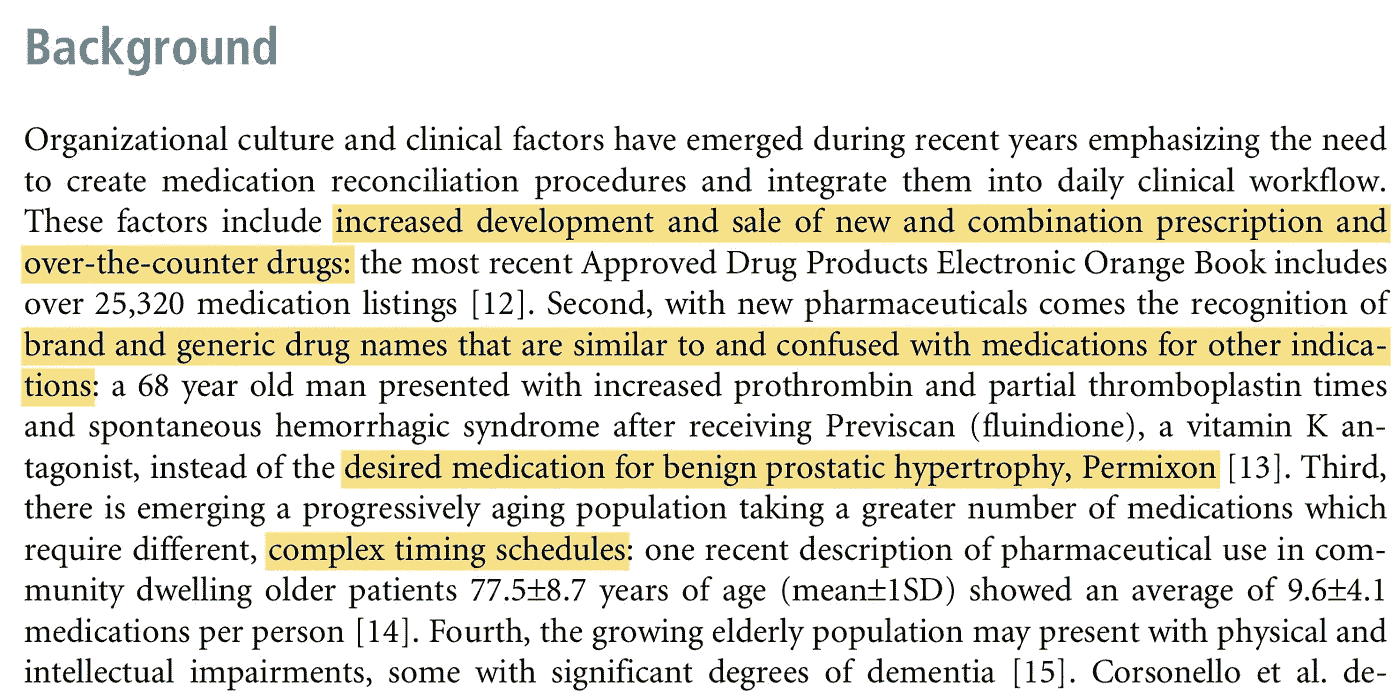 Background
Organizational culture and clinical factors have emerged during recent years emphasizing the need
to create medication reconciliation procedures and integrate them into daily clinical workflow.
These factors include increased development and sale of new and combination prescription and
over-the-counter drugs: the most recent Approved Drug Products Electronic Orange Book includes
over 25,320 medication listings [12]. Second, with new pharmaceuticals comes the recognition of
brand and generic drug names that are similar to and confused with medications for other indica-
tions: a 68 year old man presented with increased prothrombin and partial thromboplastin times
and spontaneous hemorrhagic syndrome after receiving Previscan (fluindione), a vitamin K an-
tagonist, instead of the desired medication for benign prostatic hypertrophy, Permixon [13]. Third,
there is emerging a progressively aging population taking a greater number of medications which
require different, complex timing schedules: one recent description of pharmaceutical use in com-
munity dwelling older patients 77.5±8.7 years of age (mean±1SD) showed an average of 9.6±4.1
medications per person [14]. Fourth, the growing elderly population may present with physical and
intellectual impairments, some with significant degrees of dementia [15]. Corsonello et al. de-